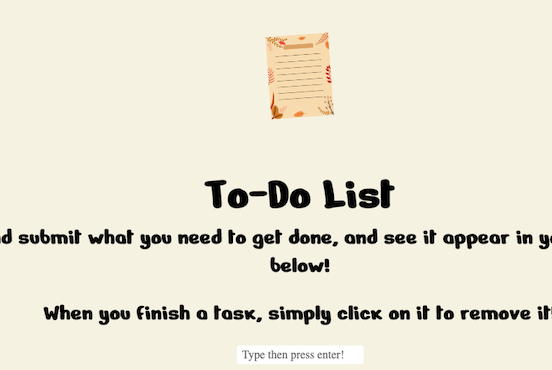 To-Do List
submit what you need to get done, and see it appear in
below!
When you finish a task, simply click on it to remove it
Type then press enter!